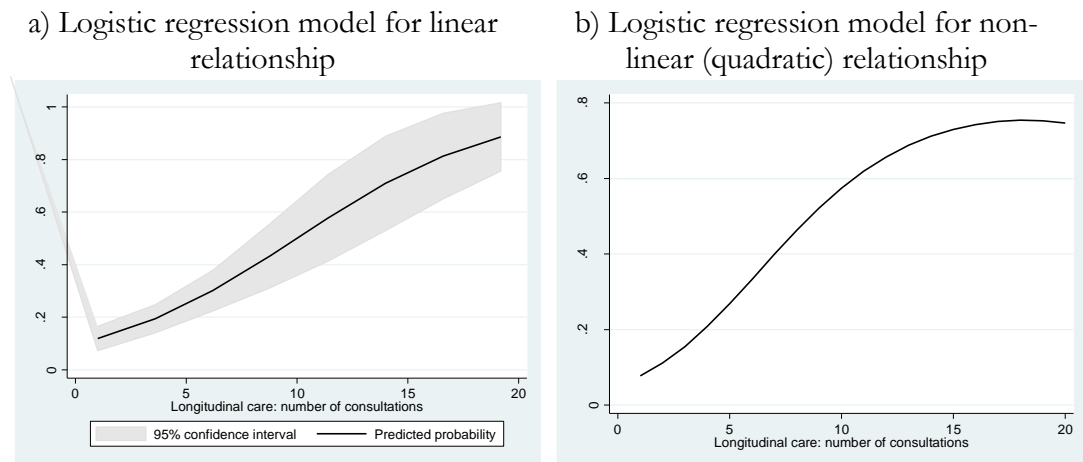 a) Logistic regression model for linear
relationship
1
.8
.6
.4
.2
0
0 5 10 15 20
Longitudinal care: number of consultations
95% confidence interval Predicted probability
b) Logistic regression model for non-
linear (quadratic) relationship
.8
.6
.4
.2
0
0 5 10 15 20
Longitudinal care: number of consultations